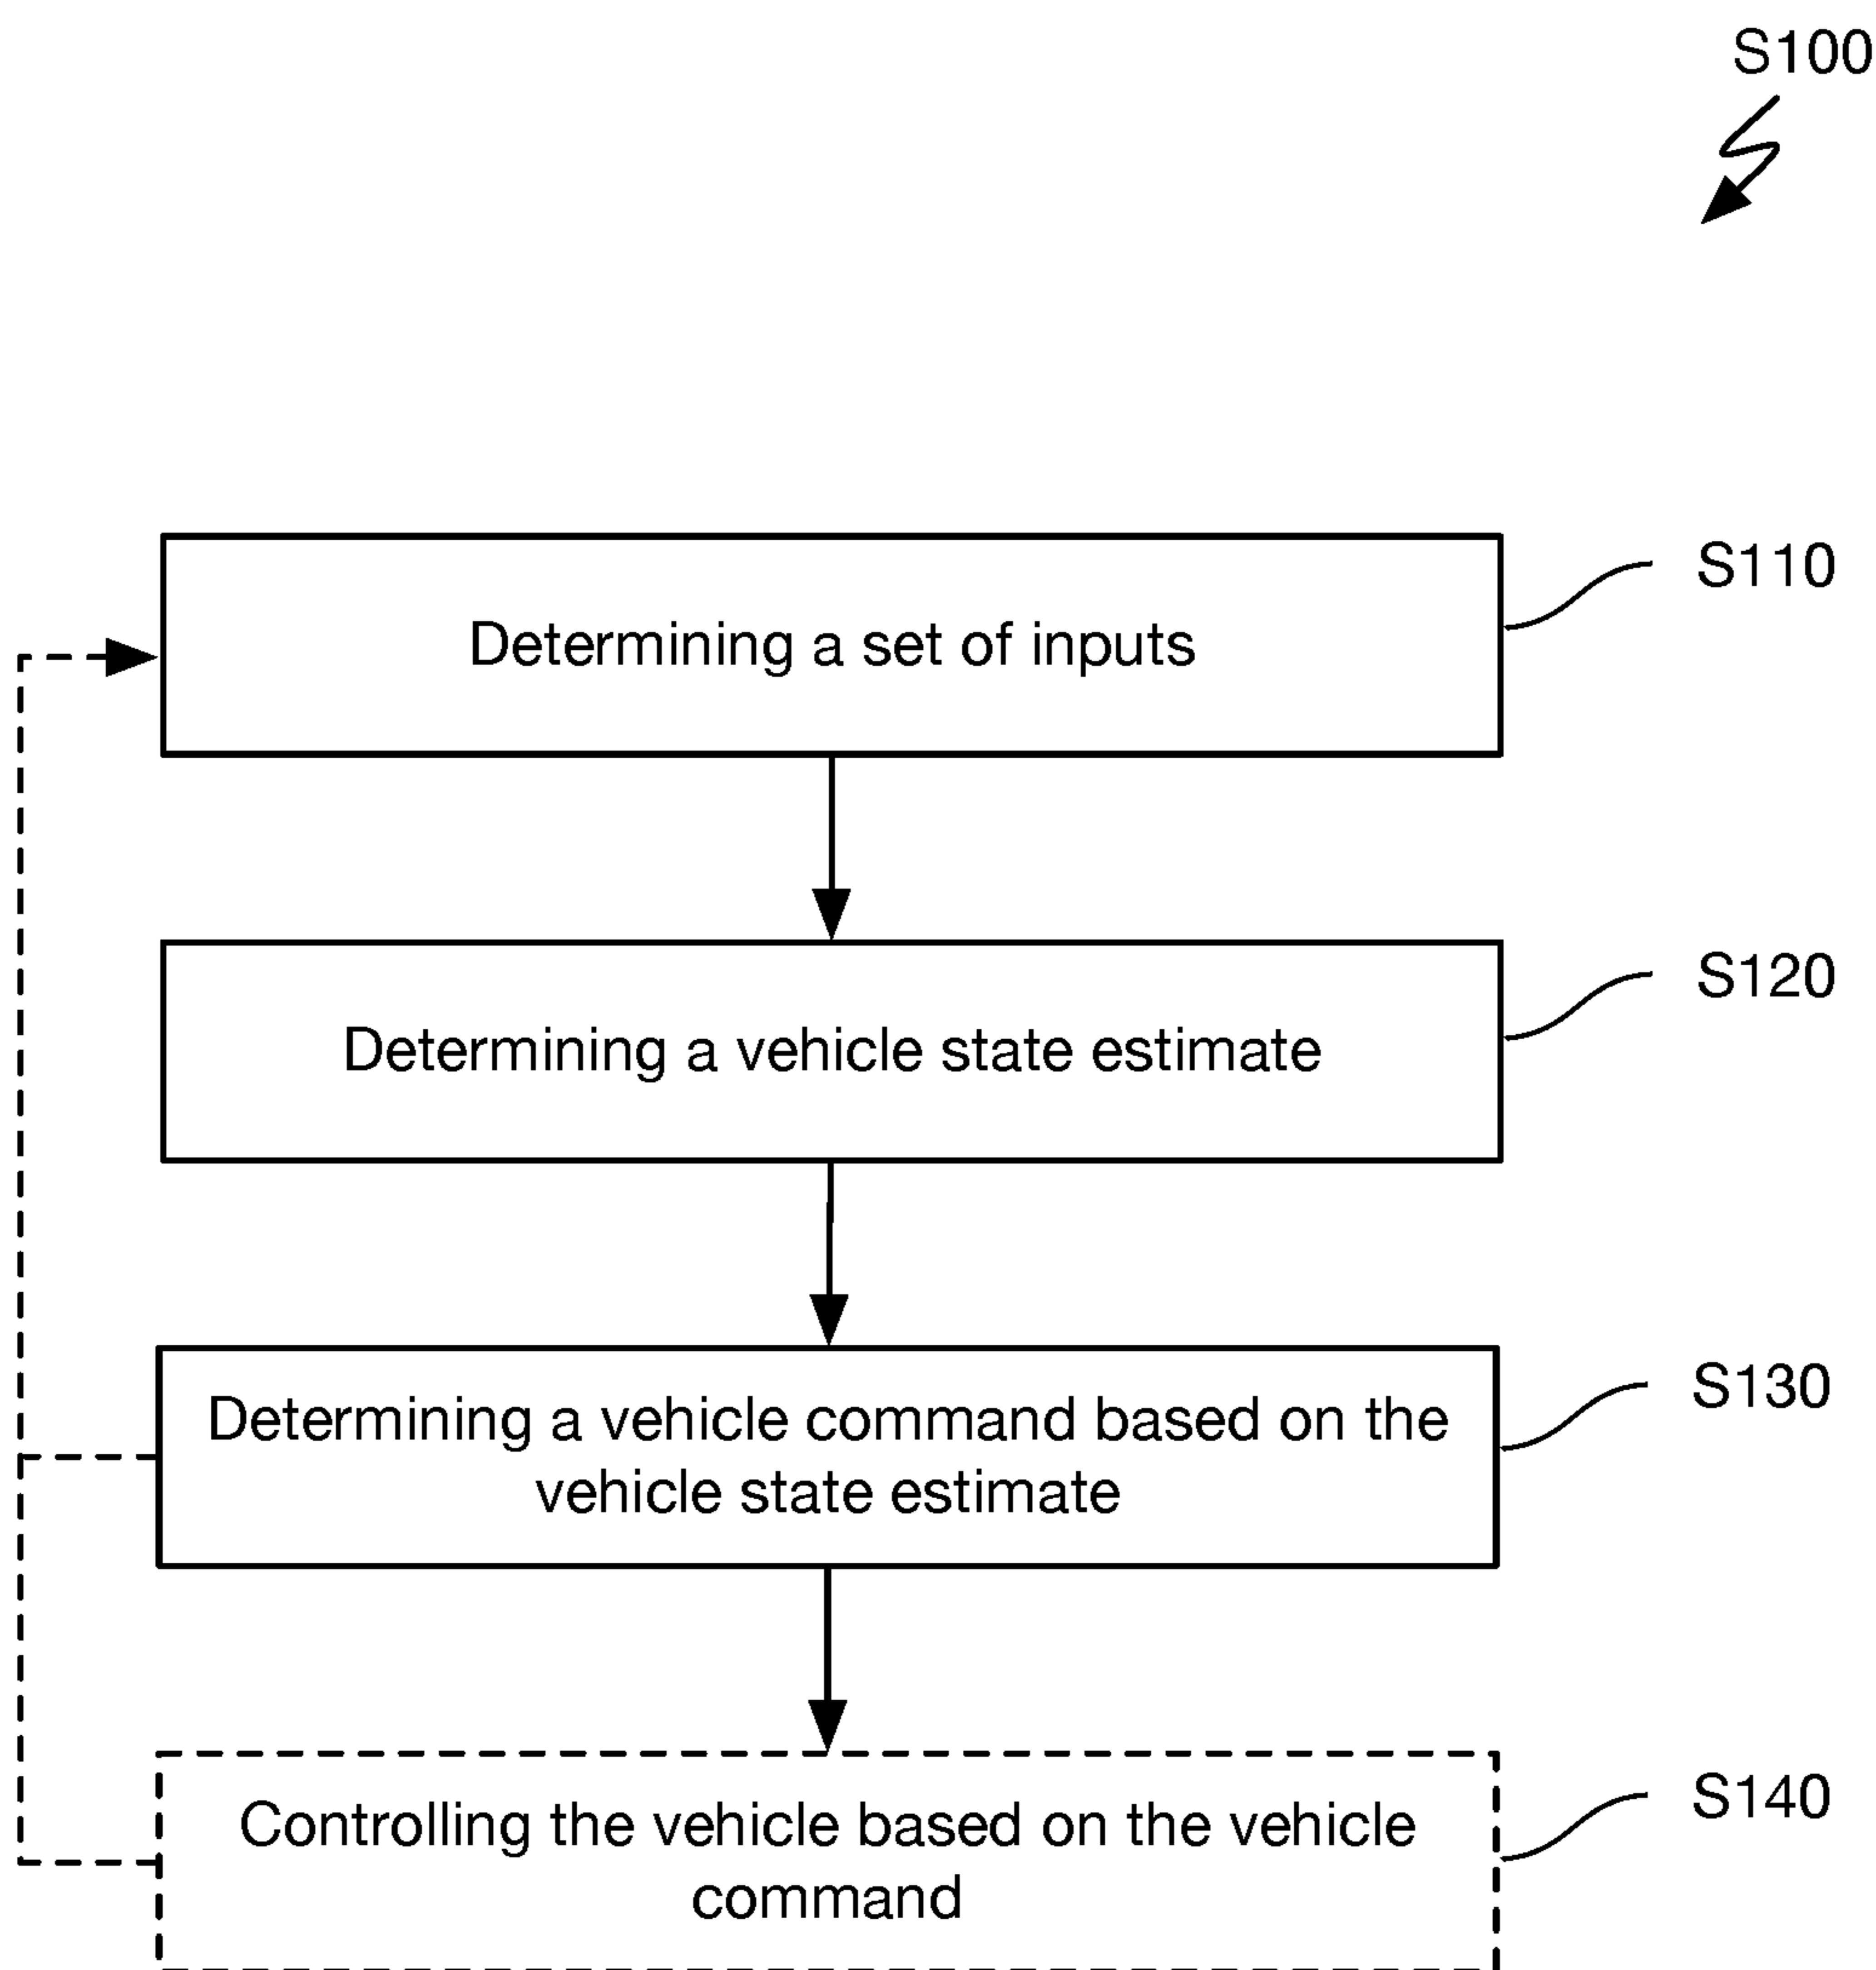 S100
S110
Determining a set of inputs
S120
Determining a vehicle state estimate
S130
Determining a vehicle command based on the
vehicle state estimate
S140
Controlling the vehicle based on the vehicle
command